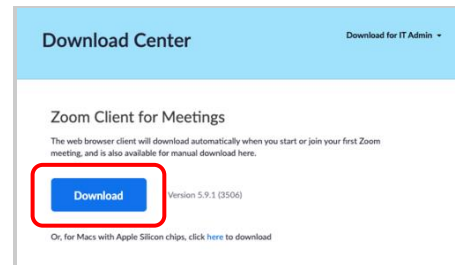 Download Center
Download for IT Admin
Zoom Client for Meetings
The web browser client will download automatically when you start or join your first Zoom
meeting, and is also available for manual download here.
Download
Version 5.9.1 (3506)
Or, for Macs with Apple Silicon chips, click here to download